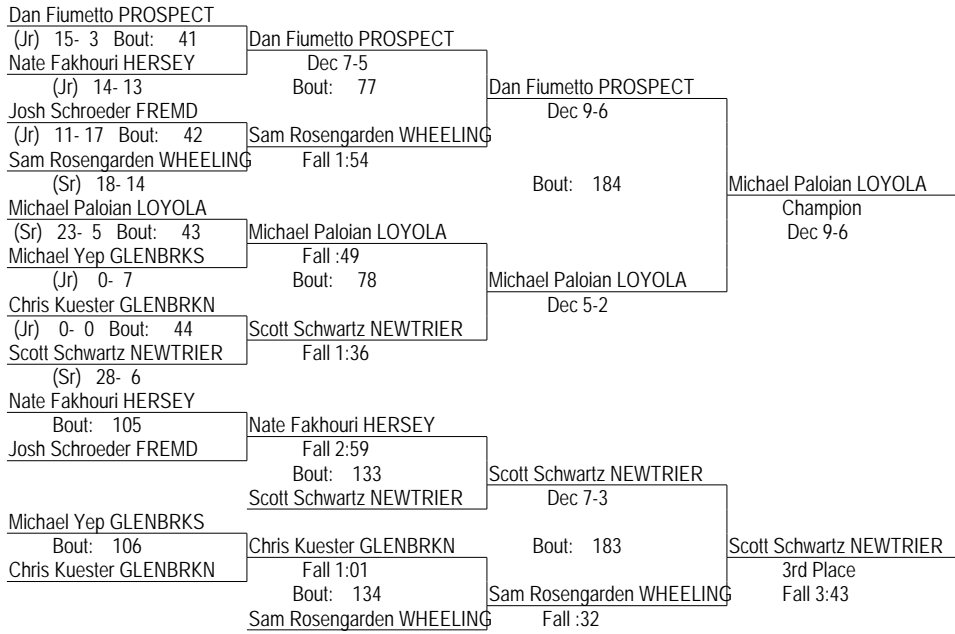 Dan Fiumetto PROSPECT
(Jr) 15- 3 Bout: 41 Dan Fiumetto PROSPECT
Nate Fakhouri HERSEY Dec 7-5
(Jr) 14- 13 Bout: 77 Dan Fiumetto PROSPECT
Josh Schroeder FREMD Dec 9-6
(Jr) 11- 17 Bout: 42 Sam Rosengarden WHEELING
Sam Rosengarden WHEELING Fall 1:54
(Sr) 18- 14 Bout: 184 Michael Paloian LOYOLA
Michael Paloian LOYOLA Champion
(Sr) 23- 5 Bout: 43 Michael Paloian LOYOLA Dec 9-6
Michael Yep GLENBRKS Fall :49
(Jr) 0- 7 Bout: 78 Michael Paloian LOYOLA
Chris Kuester GLENBRKN Dec 5-2
(Jr) 0- 0 Bout: 44 Scott Schwartz NEWTRIER
Scott Schwartz NEWTRIER Fall 1:36
(Sr) 28- 6
Nate Fakhouri HERSEY
Bout: 105 Nate Fakhouri HERSEY
Josh Schroeder FREMD Fall 2:59
Bout: 133 Scott Schwartz NEWTRIER
Scott Schwartz NEWTRIER Dec 7-3
Michael Yep GLENBRKS
Bout: 106 Chris Kuester GLENBRKN Bout: 183 Scott Schwartz NEWTRIER
Chris Kuester GLENBRKN Fall 1:01 3rd Place
Bout: 134 Sam Rosengarden WHEELING Fall 3:43
Sam Rosengarden WHEELING Fall :32